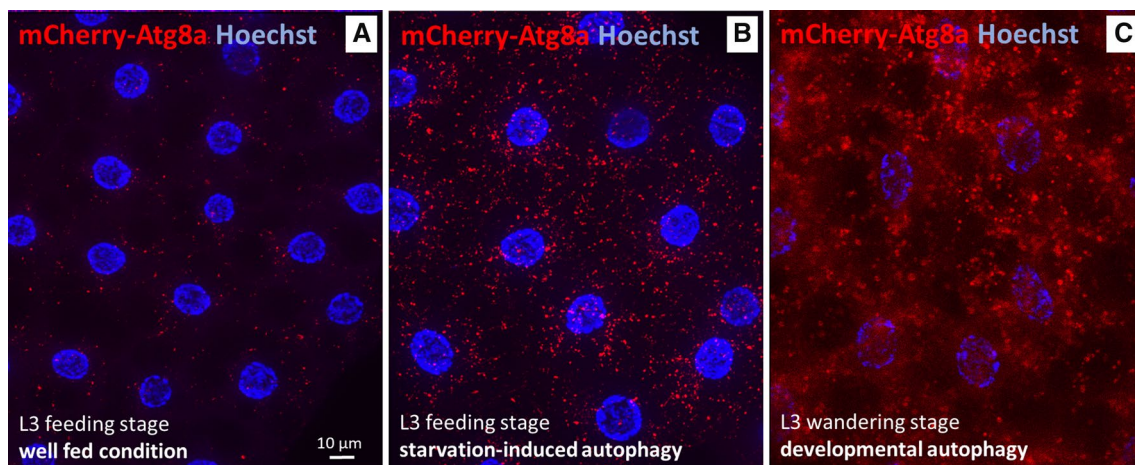 mCherry-Atg8a Hoechst A
L3 feeding stage
well fed condition
10 µm
mCherry-Atg8a Hoechst B
L3 feeding stage
starvation-induced autophagy
mCherry-Atg8a Hoechst C
L3 wandering stage
developmental autophagy